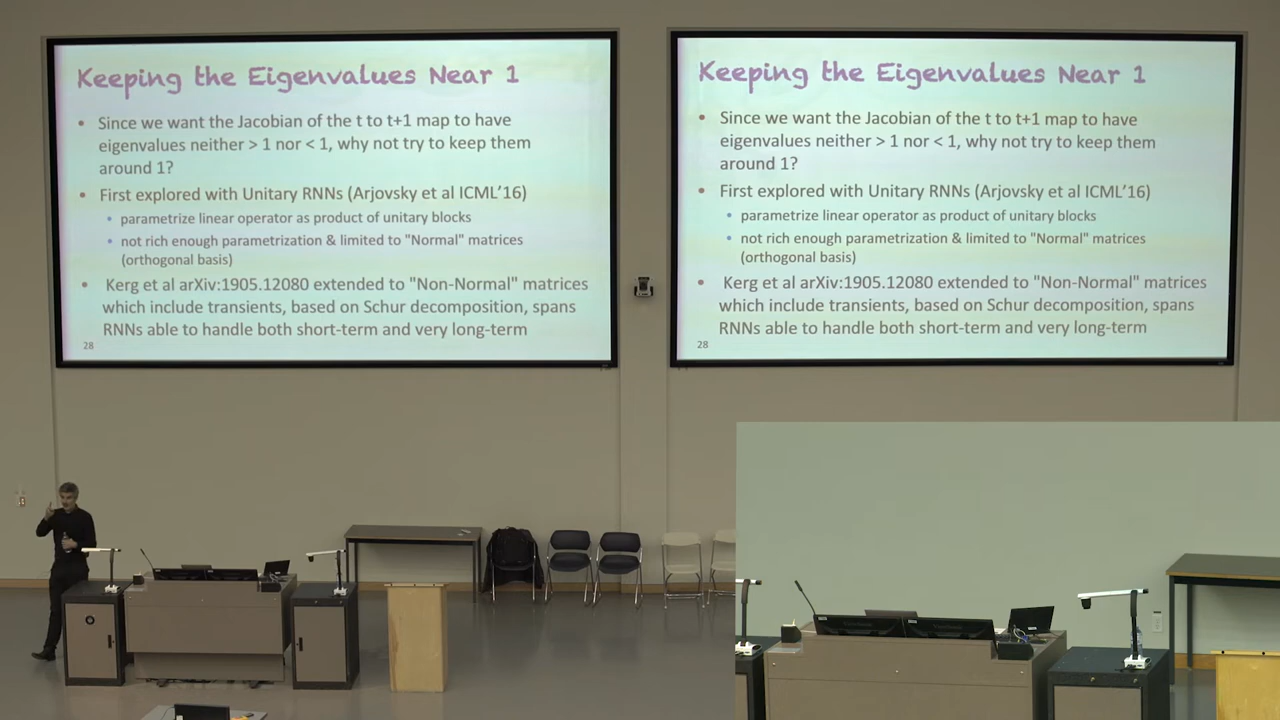 Keeping the Eigenvalues Near 1
• Since we want the Jacobian of the t to t+1 map to have
eigenvalues neither > 1 nor < 1, why not try to keep them
around 1?
• First explored with Unitary RNNs (Arjovsky et al ICML'16)
• parametrize linear operator as product of unitary blocks
• not rich enough parametrization & limited to "Normal" matrices
(orthogonal basis)
• Kerg et al arXiv:1905.12080 extended to "Non-Normal" matrices
which include transients, based on Schur decomposition, spans
RNNs able to handle both short-term and very long-term
28
Keeping the Eigenvalues Near 1
• Since we want the Jacobian of the t to t+1 map to have
eigenvalues neither > 1 nor < 1, why not try to keep them
around 1?
• First explored with Unitary RNNs (Arjovsky et al ICML'16)
• parametrize linear operator as product of unitary blocks
• not rich enough parametrization & limited to "Normal" matrices
(orthogonal basis)
• Kerg et al arXiv:1905.12080 extended to "Non-Normal" matrices
which include transients, based on Schur decomposition, spans
RNNs able to handle both short-term and very long-term
28